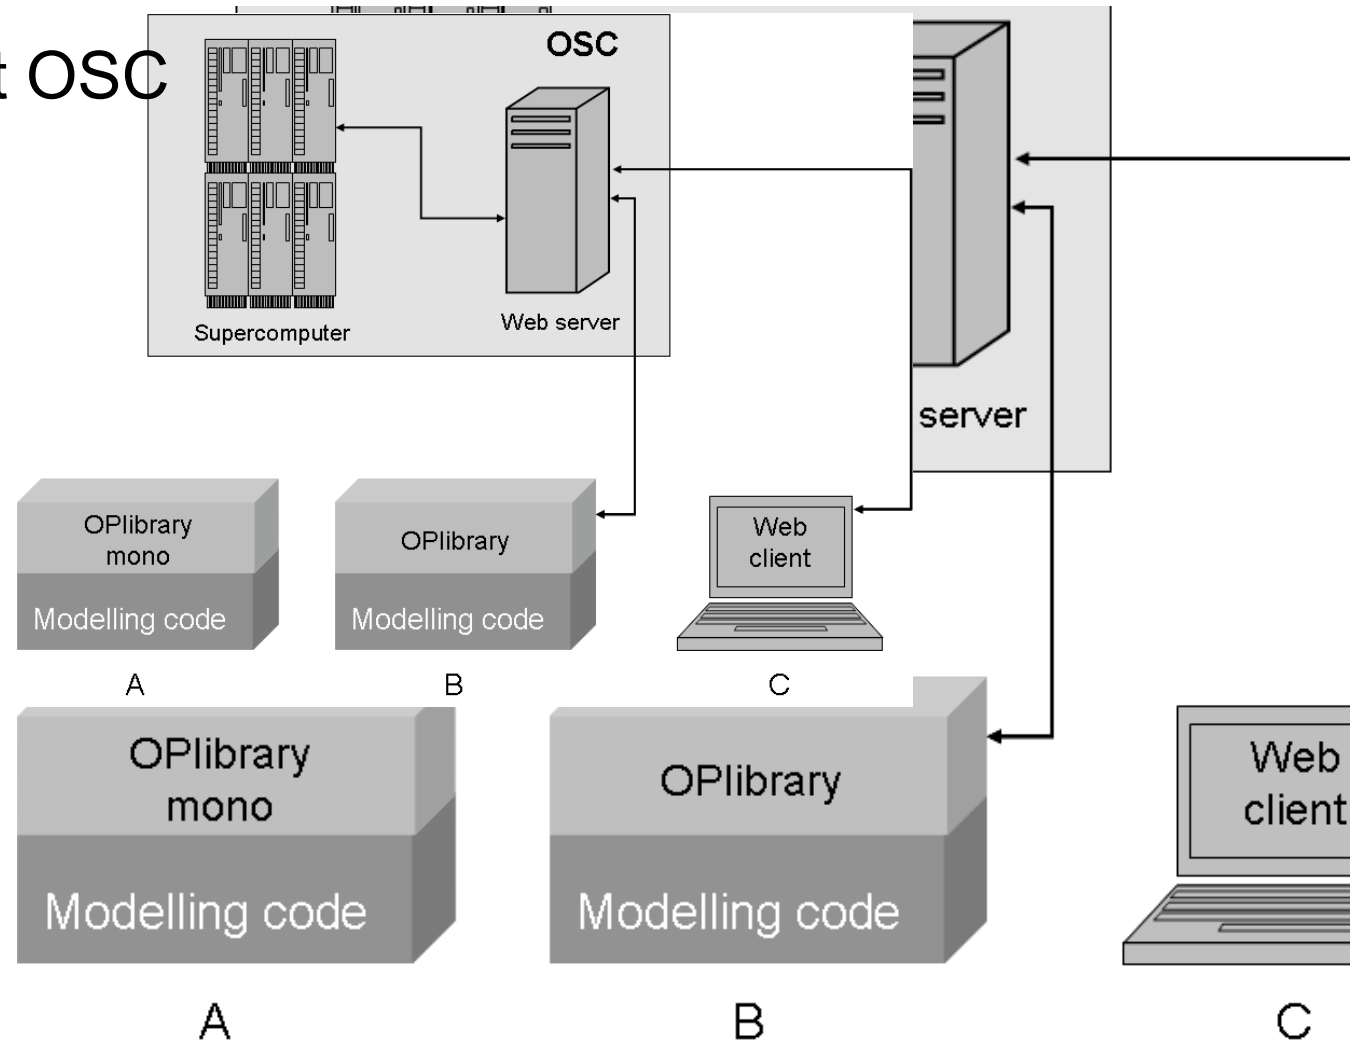 OSC
t OSC
Supercomputer
Web server
server
OPlibrary
mono
Modelling code
OPlibrary
Modelling code
Web
client
A
B
C
OPlibrary
mono
Modelling code
OPlibrary
Modelling code
Web
client
A
B
C